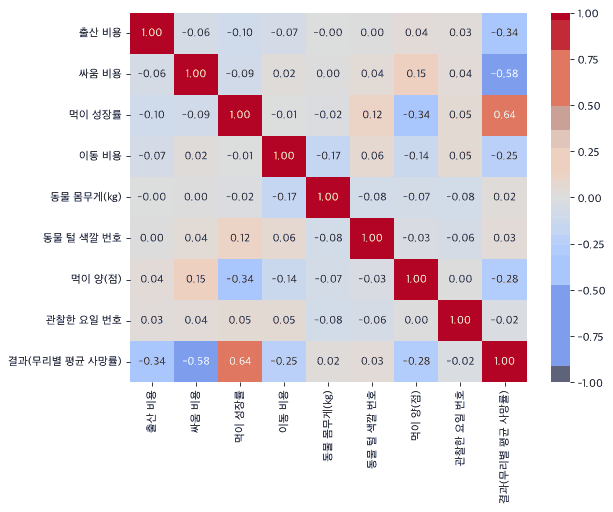 출산 비용 1.00 -0.06 -0.10 -0.07 -0.00 0.00 0.04 0.03 -0.34
싸움 비용 -0.06 1.00 -0.09 0.02 0.00 0.04 0.15 0.04 -0.58
먹이 성장률 -0.10 -0.09 1.00 -0.01 -0.02 0.12 -0.34 0.05 0.64
이동 비용 -0.07 0.02 -0.01 1.00 -0.17 0.06 -0.14 0.05 -0.25
동물 몸무게(kg) -0.00 0.00 -0.02 -0.17 1.00 -0.08 -0.07 -0.08 0.02
동물 털 색깔 번호 0.00 0.04 0.12 0.06 -0.08 1.00 -0.03 -0.06 0.03
먹이 양(점) 0.04 0.15 -0.34 -0.14 -0.07 -0.03 1.00 0.00 -0.28
관찰한 요일 번호 0.03 0.04 0.05 0.05 -0.08 -0.06 0.00 1.00 -0.02
결과(무리별 평균 사망률) -0.34 -0.58 0.64 -0.25 0.02 0.03 -0.28 -0.02 1.00
출산 비용
싸움 비용
먹이 성장률
이동 비용
동물 몸무게(kg)
동물 털 색깔 번호
먹이 양(점)
관찰한 요일 번호
결과(무리별 평균 사망률)
1.00
0.75
0.50
0.25
0.00
-0.25
-0.50
-0.75
-1.00